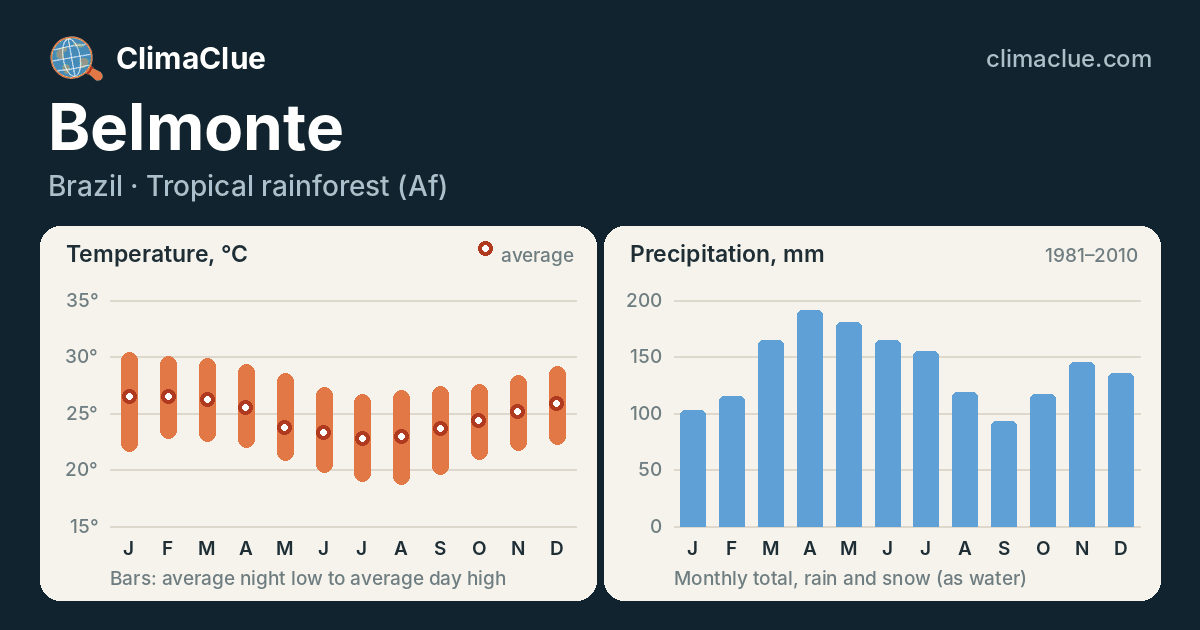 ClimaClue
climaclue.com
Belmonte
Brazil · Tropical rainforest (Af)
Temperature, °C
average
35°
30°
25°
20°
15°
J F M A M J J A S O N D
Bars: average night low to average day high
Precipitation, mm
1981–2010
200
150
100
50
0
J F M A M J J A S O N D
Monthly total, rain and snow (as water)